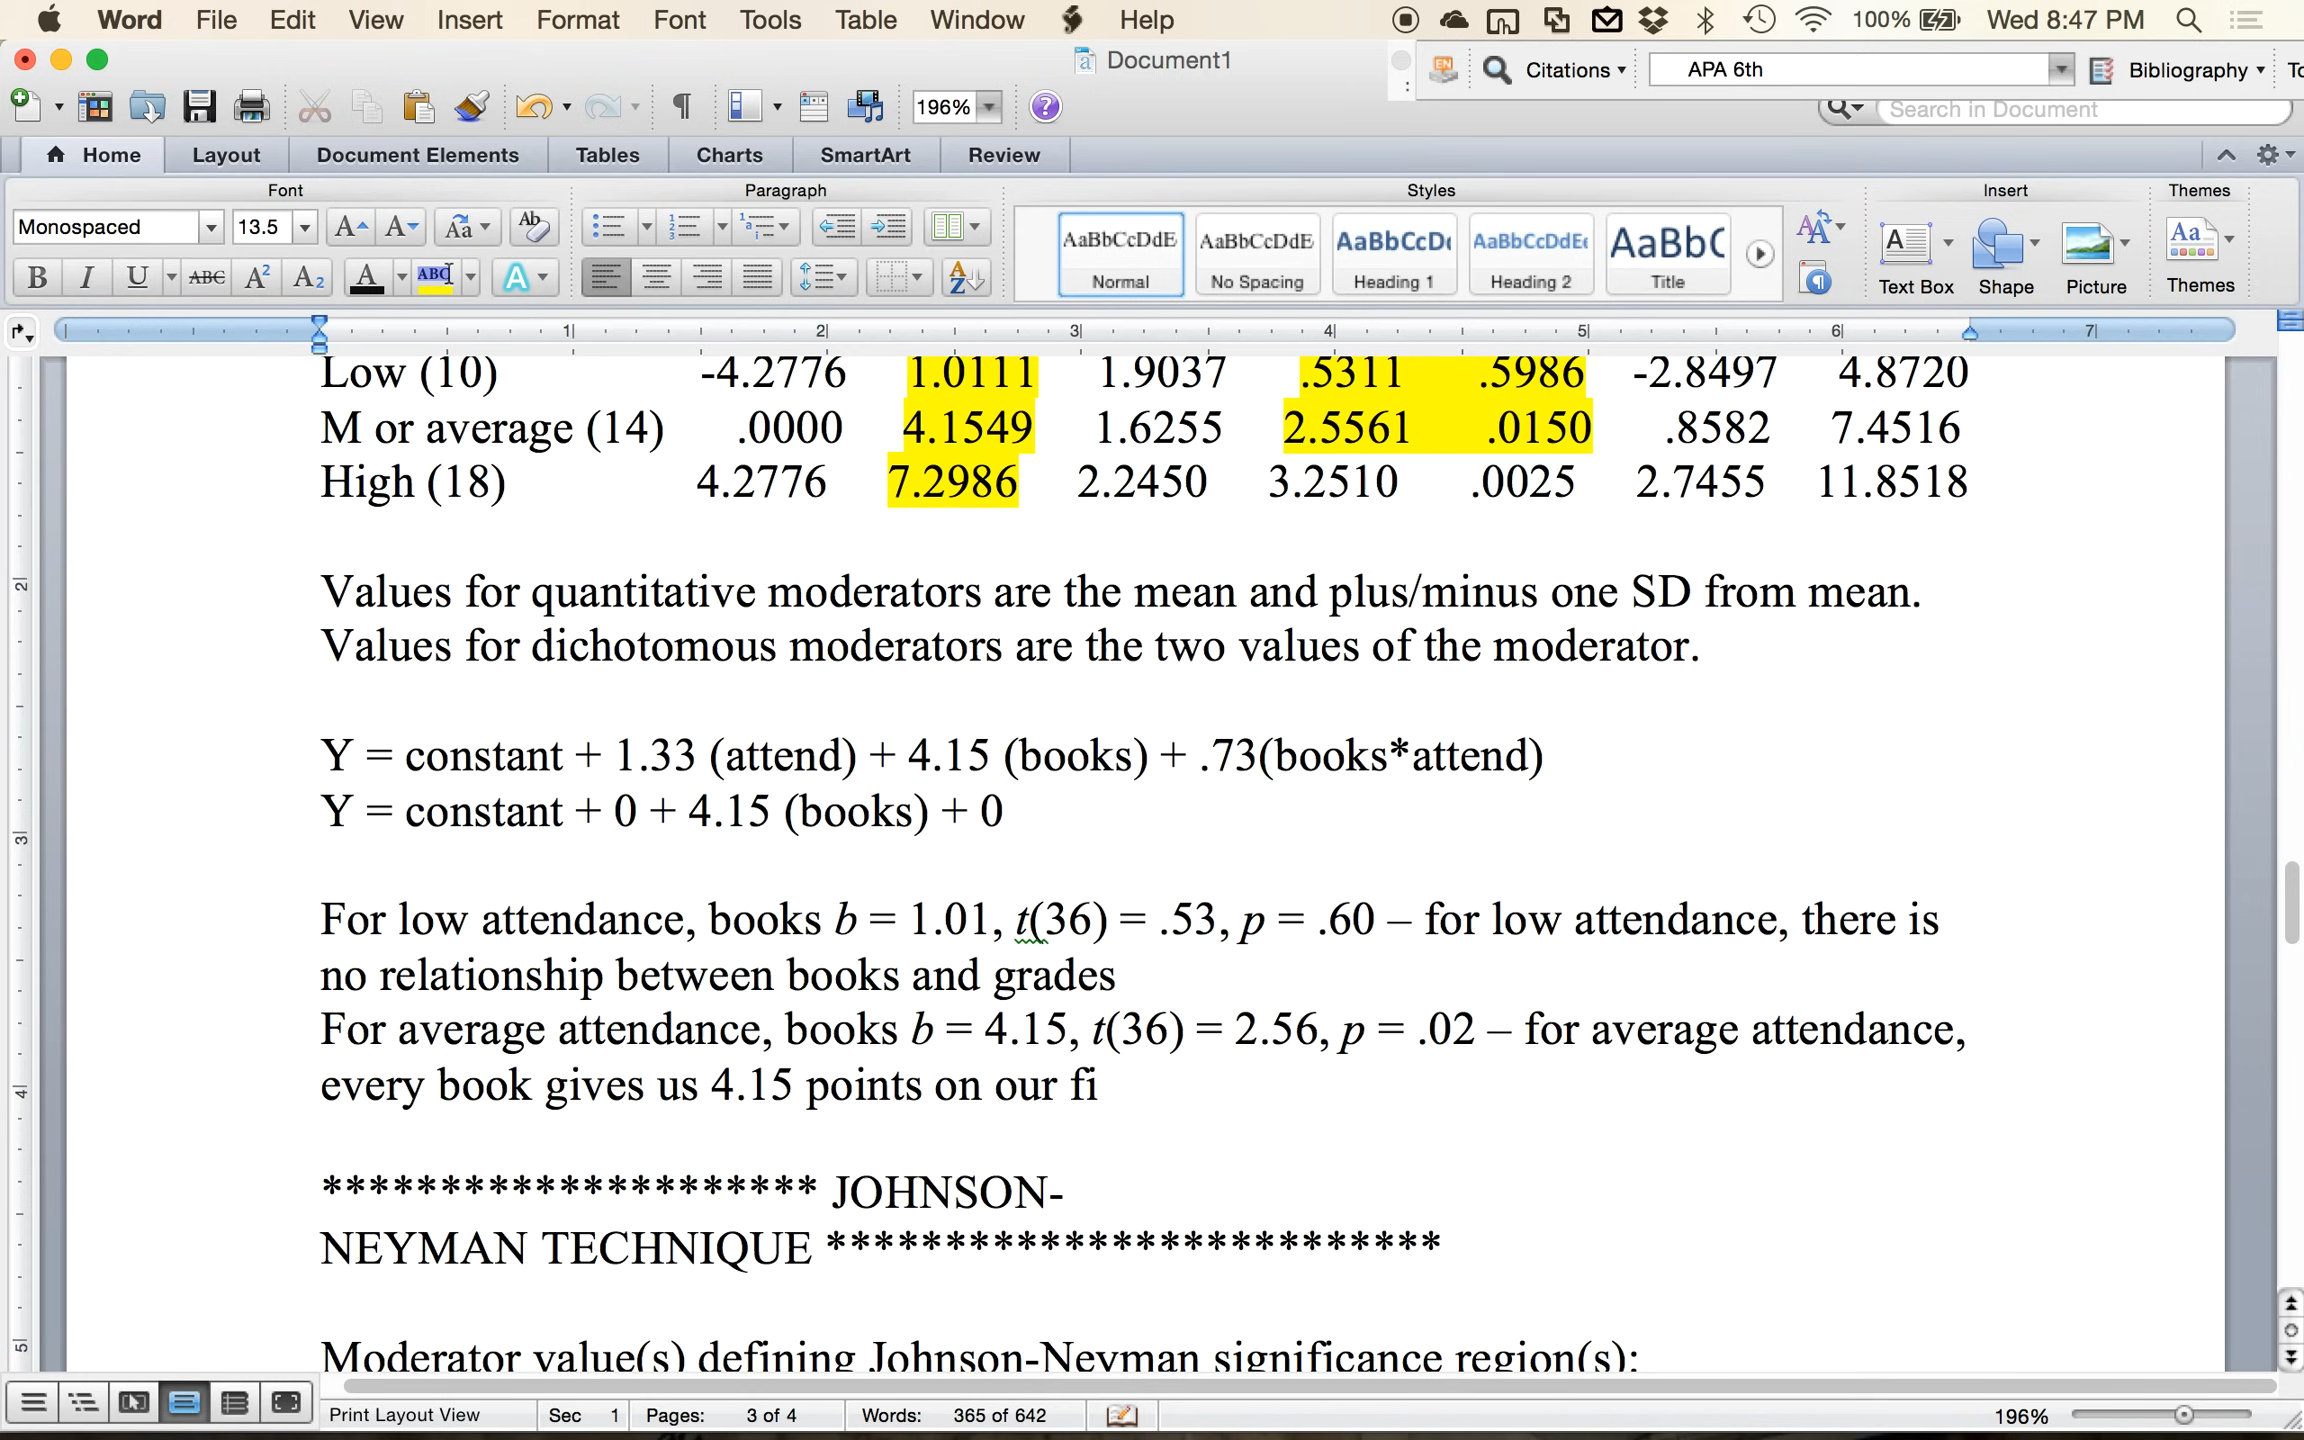 Word File Edit View Insert Format Font Tools Table Window Help 100% Wed 8:47 PM
Document1
Citations APA 6th Bibliography
196% Search in Document
Home Layout Document Elements Tables Charts SmartArt Review
Font Paragraph Styles Insert Themes
Monospaced 13.5 AaBbCcDdE AaBbCcDdE AaBbCcD AaBbCcDdE AaBbC
Normal No Spacing Heading 1 Heading 2 Title Text Box Shape Picture Themes
1 2 3 4 5 6 7
Low (10) -4.2776 1.0111 1.9037 .5311 .5986 -2.8497 4.8720
M or average (14) .0000 4.1549 1.6255 2.5561 .0150 .8582 7.4516
High (18) 4.2776 7.2986 2.2450 3.2510 .0025 2.7455 11.8518
Values for quantitative moderators are the mean and plus/minus one SD from mean.
Values for dichotomous moderators are the two values of the moderator.
Y = constant + 1.33 (attend) + 4.15 (books) + .73(books*attend)
Y = constant + 0 + 4.15 (books) + 0
For low attendance, books b = 1.01, t(36) = .53, p = .60 – for low attendance, there is
no relationship between books and grades
For average attendance, books b = 4.15, t(36) = 2.56, p = .02 – for average attendance,
every book gives us 4.15 points on our fi
********************* JOHNSON-
NEYMAN TECHNIQUE **************************
Moderator value(s) defining Johnson-Neyman significance region(s):
Print Layout View Sec 1 Pages: 3 of 4 Words: 365 of 642 196%